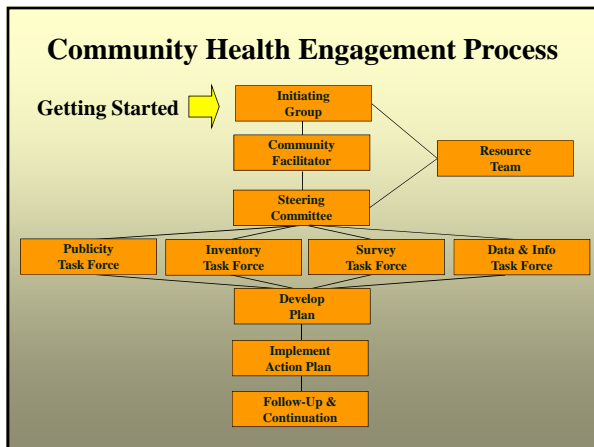 Community Health Engagement Process
Getting Started
Initiating
Group
Community
Facilitator
Resource
Team
Steering
Committee
Publicity
Task Force
Inventory
Task Force
Survey
Task Force
Data & Info
Task Force
Develop
Plan
Implement
Action Plan
Follow-Up &
Continuation